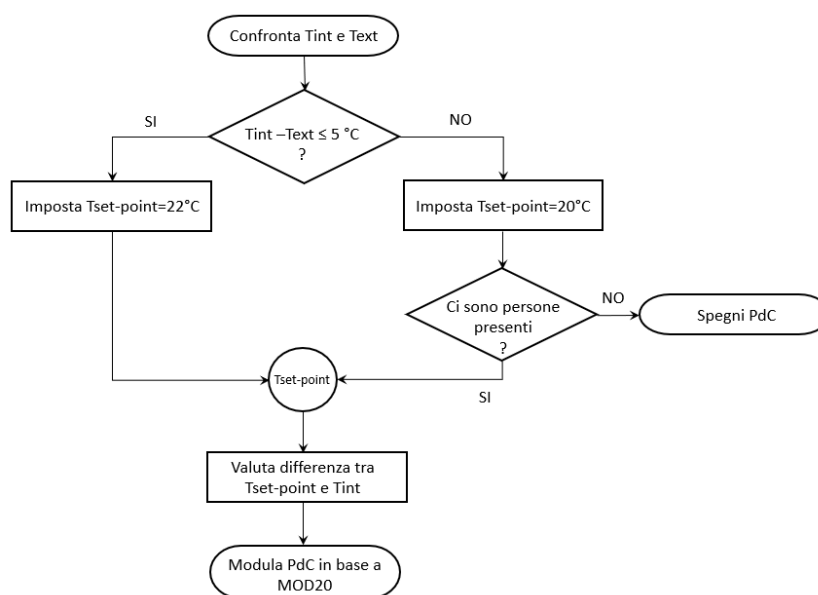 Confronta Tint e Text
Tint –Text ≤ 5 °C
?
SI
NO
Imposta Tset-point=22°C
Imposta Tset-point=20°C
Ci sono persone
presenti
?
NO
Spegni PdC
SI
Tset-point
Valuta differenza tra
Tset-point e Tint
Modula PdC in base a
MOD20